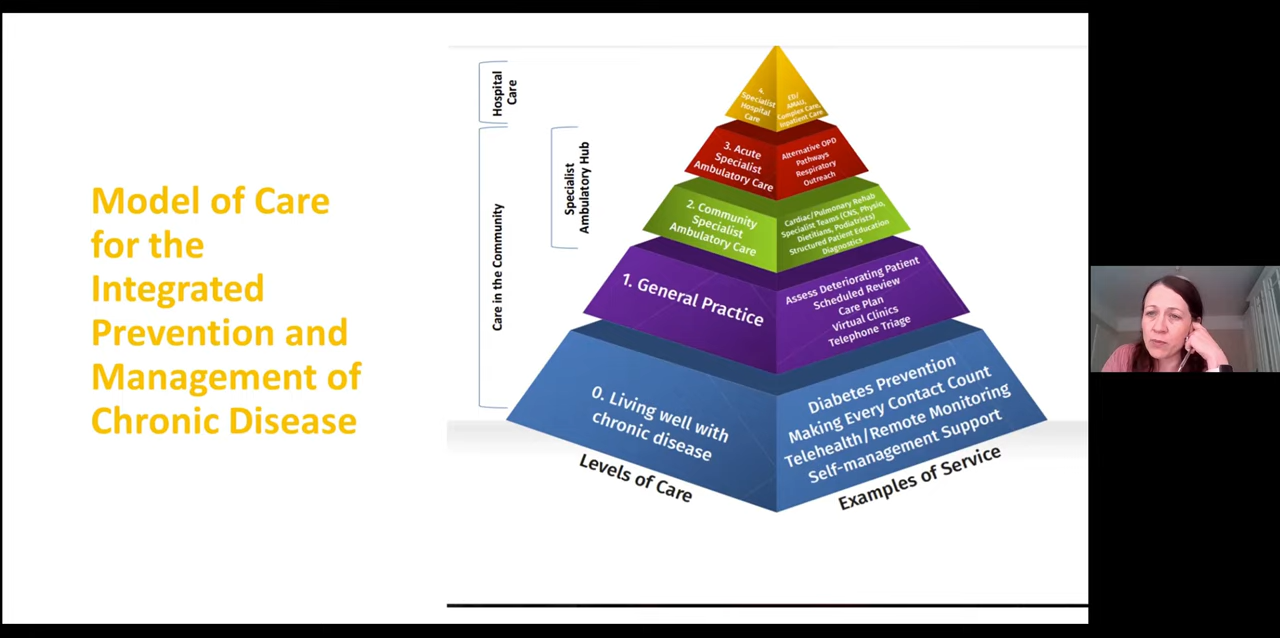 Model of Care
for the
Integrated
Prevention and
Management of
Chronic Disease
Hospital
Care
Care in the Community
Specialist
Ambulatory Hub
4.
Specialist
Hospital
Care
ED/
AMAU,
Complex Care,
Inpatient Care
3. Acute
Specialist
Ambulatory Care
Alternative OPD
Pathways
Respiratory
Outreach
2. Community
Specialist
Ambulatory Care
Cardiac/Pulmonary Rehab
Specialist Teams (CNS, Physio,
Dietitians, Podiatrists)
Structured Patient Education
Diagnostics
1. General Practice
Assess Deteriorating Patient
Scheduled Review
Care Plan
Virtual Clinics
Telephone Triage
0. Living well with
chronic disease
Diabetes Prevention
Making Every Contact Count
Telehealth/Remote Monitoring
Self-management Support
Levels of Care
Examples of Service